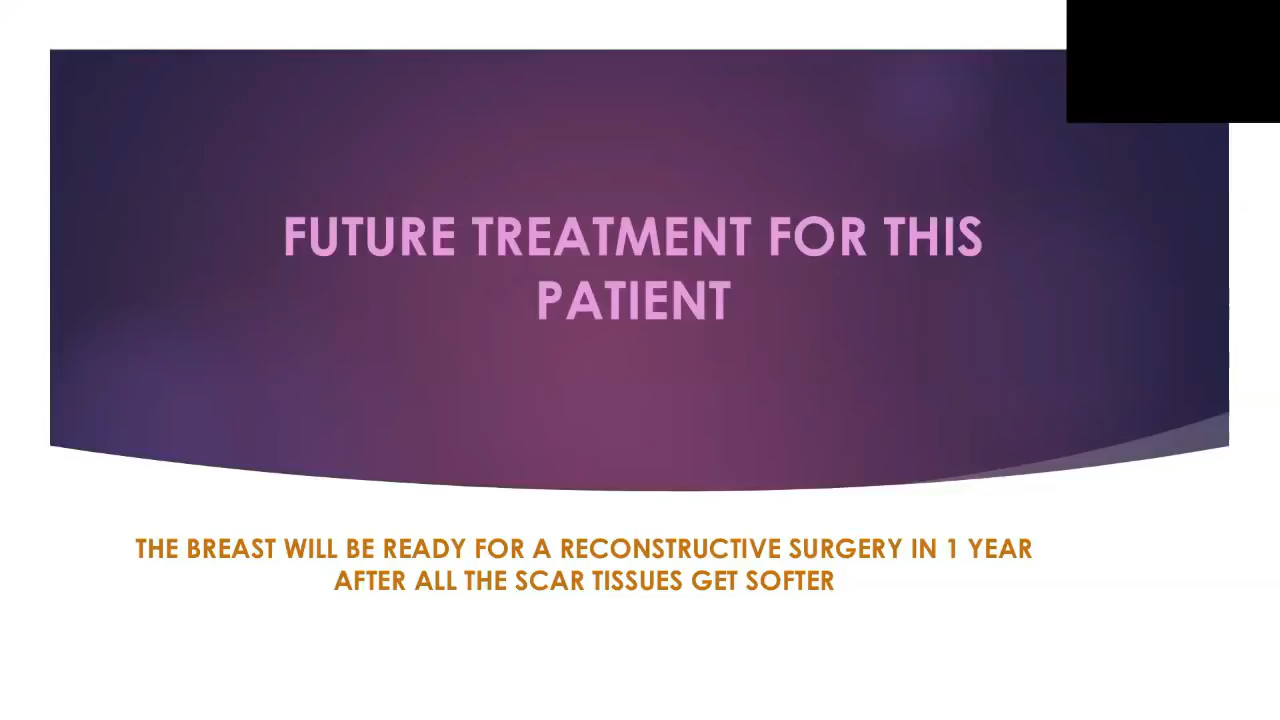 FUTURE TREATMENT FOR THIS
PATIENT
THE BREAST WILL BE READY FOR A RECONSTRUCTIVE SURGERY IN 1 YEAR
AFTER ALL THE SCAR TISSUES GET SOFTER